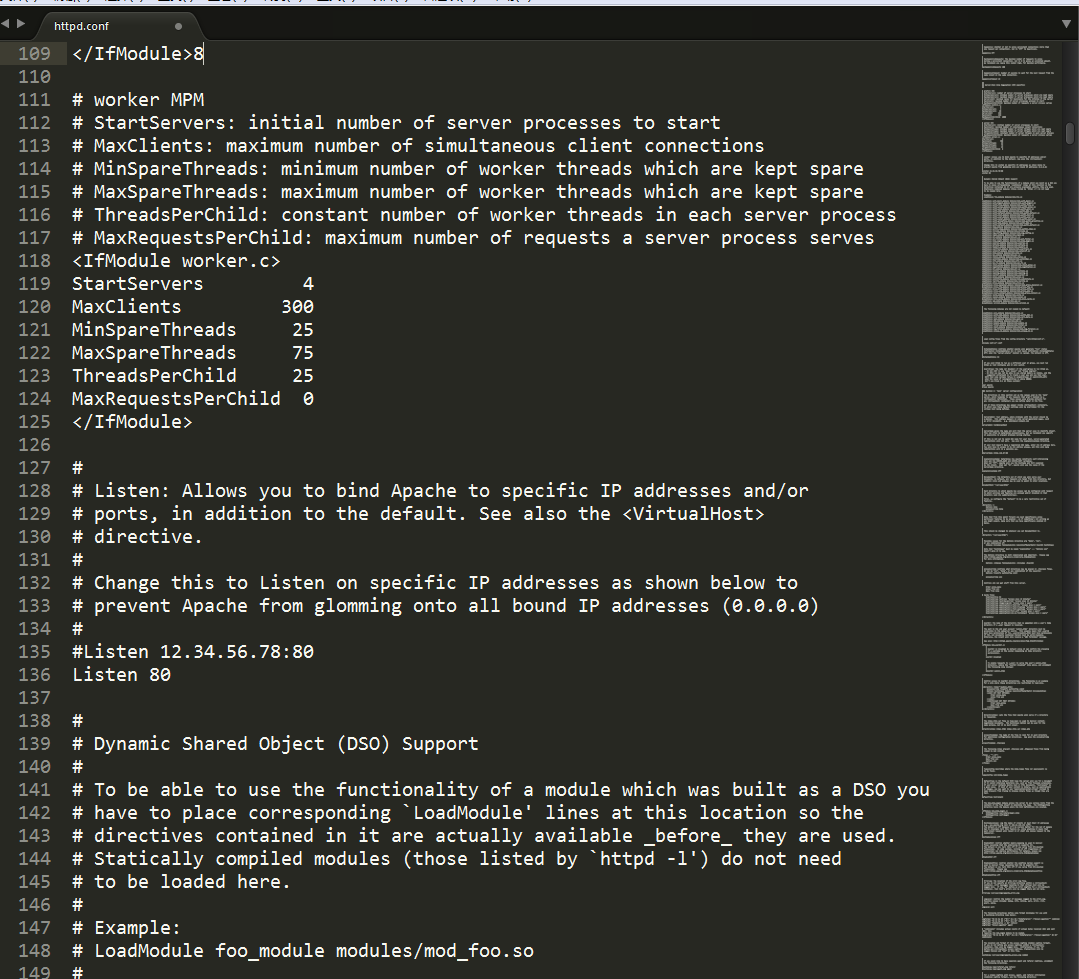 httpd.conf
109 </IfModule>8
110
111 # worker MPM
112 # StartServers: initial number of server processes to start
113 # MaxClients: maximum number of simultaneous client connections
114 # MinSpareThreads: minimum number of worker threads which are kept spare
115 # MaxSpareThreads: maximum number of worker threads which are kept spare
116 # ThreadsPerChild: constant number of worker threads in each server process
117 # MaxRequestsPerChild: maximum number of requests a server process serves
118 <IfModule worker.c>
119 StartServers         4
120 MaxClients         300
121 MinSpareThreads     25
122 MaxSpareThreads     75
123 ThreadsPerChild     25
124 MaxRequestsPerChild  0
125 </IfModule>
126
127 #
128 # Listen: Allows you to bind Apache to specific IP addresses and/or
129 # ports, in addition to the default. See also the <VirtualHost>
130 # directive.
131 #
132 # Change this to Listen on specific IP addresses as shown below to
133 # prevent Apache from glomming onto all bound IP addresses (0.0.0.0)
134 #
135 #Listen 12.34.56.78:80
136 Listen 80
137
138 #
139 # Dynamic Shared Object (DSO) Support
140 #
141 # To be able to use the functionality of a module which was built as a DSO you
142 # have to place corresponding `LoadModule' lines at this location so the
143 # directives contained in it are actually available _before_ they are used.
144 # Statically compiled modules (those listed by `httpd -l') do not need
145 # to be loaded here.
146 #
147 # Example:
148 # LoadModule foo_module modules/mod_foo.so
149 #